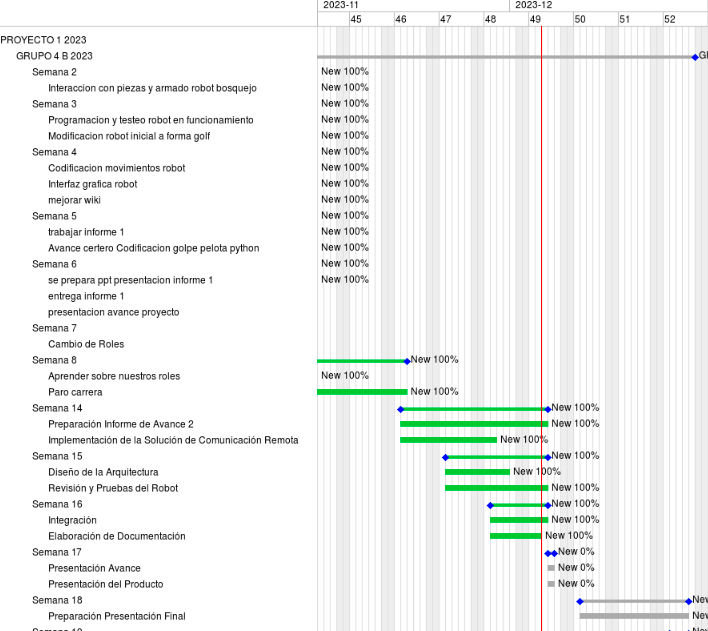 2023-11 2023-12
45 46 47 48 49 50 51 52
PROYECTO 1 2023
GRUPO 4 B 2023
Semana 2 New 100%
Interaccion con piezas y armado robot bosquejo New 100%
Semana 3 New 100%
Programacion y testeo robot en funcionamiento New 100%
Modificacion robot inicial a forma golf New 100%
Semana 4 New 100%
Codificacion movimientos robot New 100%
Interfaz grafica robot New 100%
mejorar wiki New 100%
Semana 5 New 100%
trabajar informe 1 New 100%
Avance certero Codificacion golpe pelota python New 100%
Semana 6 New 100%
se prepara ppt presentacion informe 1 New 100%
entrega informe 1
presentacion avance proyecto
Semana 7
Cambio de Roles
Semana 8 New 100%
Aprender sobre nuestros roles New 100%
Paro carrera New 100%
Semana 14 New 100%
Preparación Informe de Avance 2 New 100%
Implementación de la Solución de Comunicación Remota New 100%
Semana 15 New 100%
Diseño de la Arquitectura New 100%
Revisión y Pruebas del Robot New 100%
Semana 16 New 100%
Integración New 100%
Elaboración de Documentación New 100%
Semana 17 New 0%
Presentación Avance New 0%
Presentación del Producto New 0%
Semana 18
Preparación Presentación Final